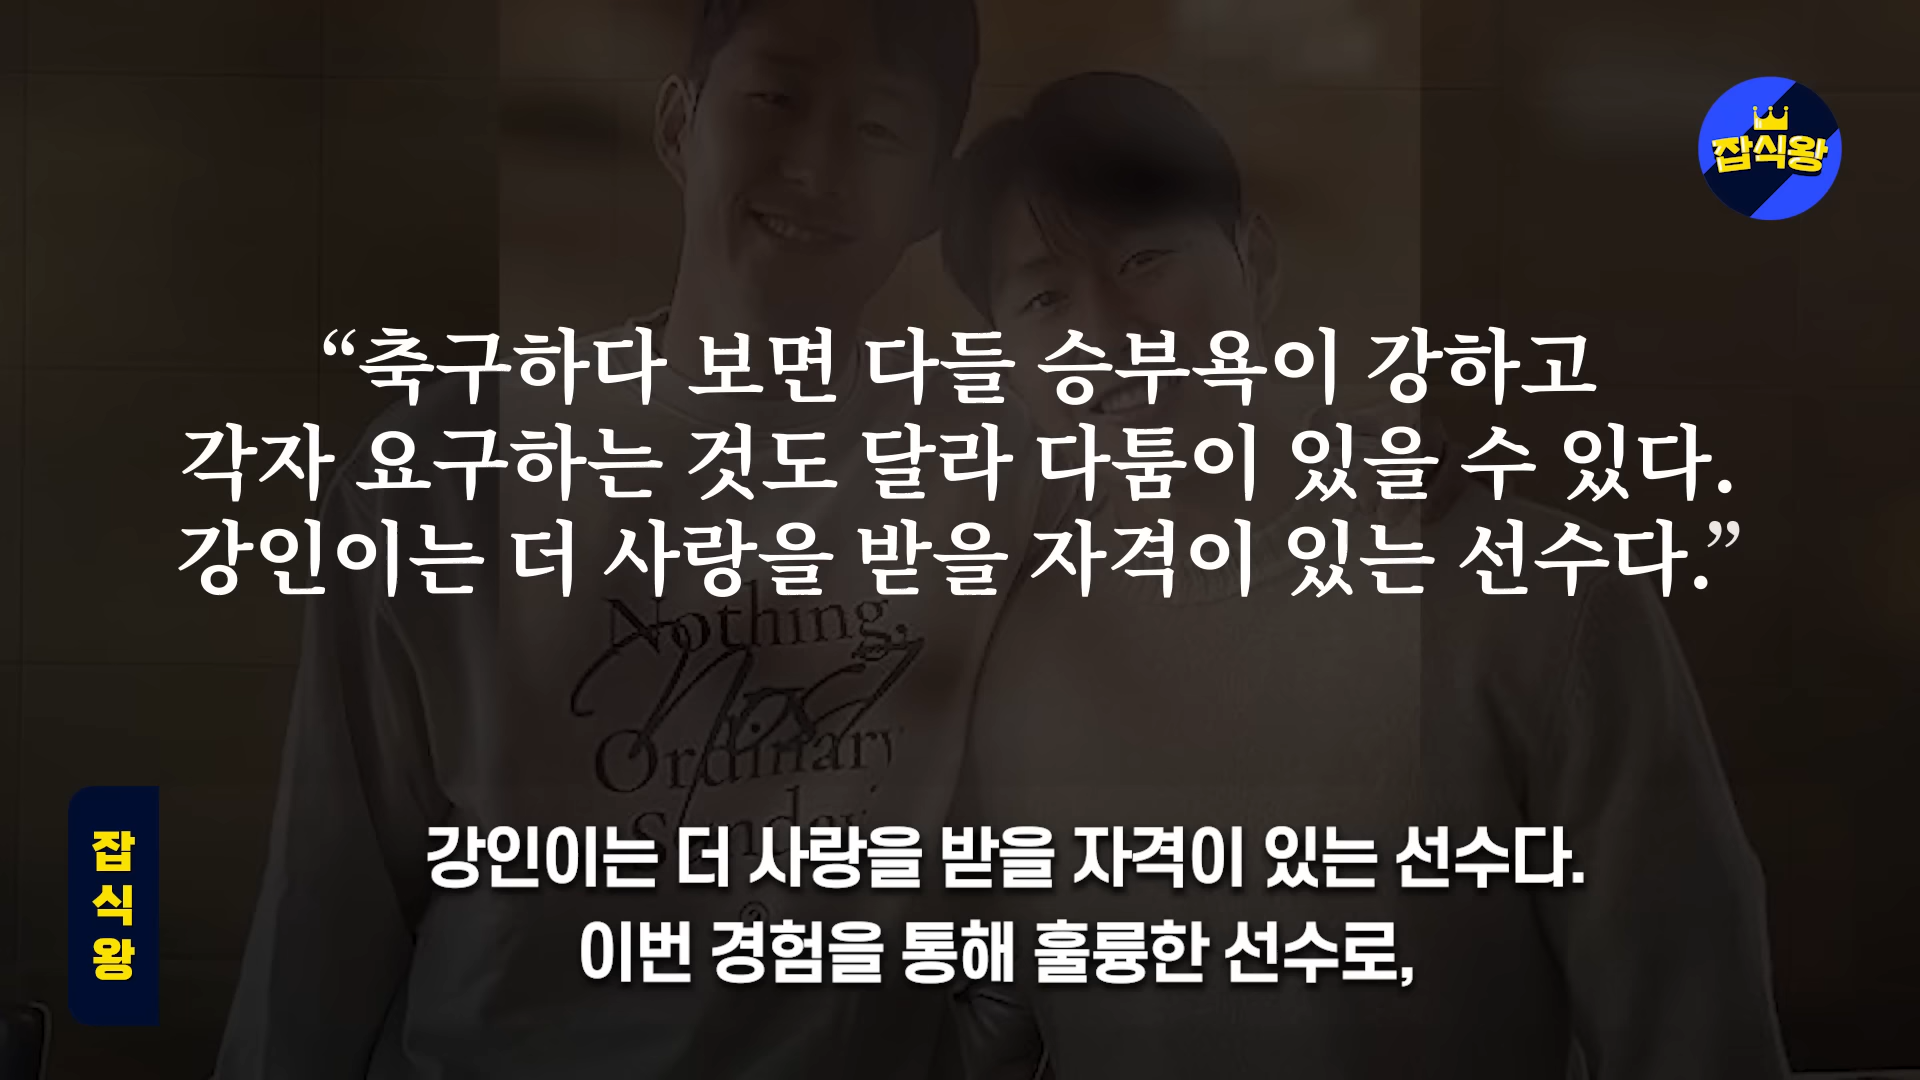 잡식왕
“축구하다 보면 다들 승부욕이 강하고
각자 요구하는 것도 달라 다툼이 있을 수 있다.
강인이는 더 사랑을 받을 자격이 있는 선수다.”
Nothing,
Nos
Ordinary
Sunday
잡식왕
강인이는 더 사랑을 받을 자격이 있는 선수다.
이번 경험을 통해 훌륭한 선수로,